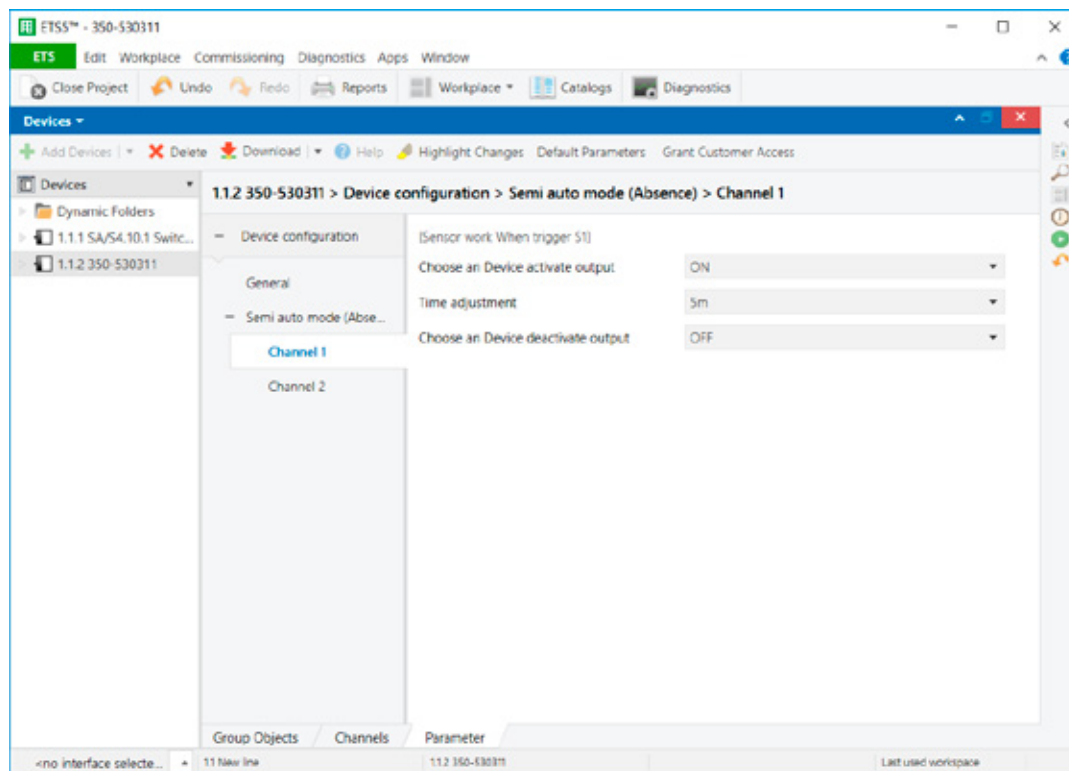 ETS5™ - 350-530311
ETS Edit Workplace Commissioning Diagnostics Apps Window
Close Project Undo Redo Reports Workplace Catalogs Diagnostics
Devices
Add Devices Delete Download Help Highlight Changes Default Parameters Grant Customer Access
Devices
Dynamic Folders
1.1.1 SA/S4.10.1 Switc...
1.1.2 350-530311
1.1.2 350-530311 > Device configuration > Semi auto mode (Absence) > Channel 1
Device configuration
General
Semi auto mode (Abse...
Channel 1
Channel 2
[Sensor work When trigger S1]
Choose an Device activate output ON
Time adjustment 5m
Choose an Device deactivate output OFF
Group Objects Channels Parameter
<no interface selecte... 1.1 New line 1.1.2 350-530311 Last used workspace